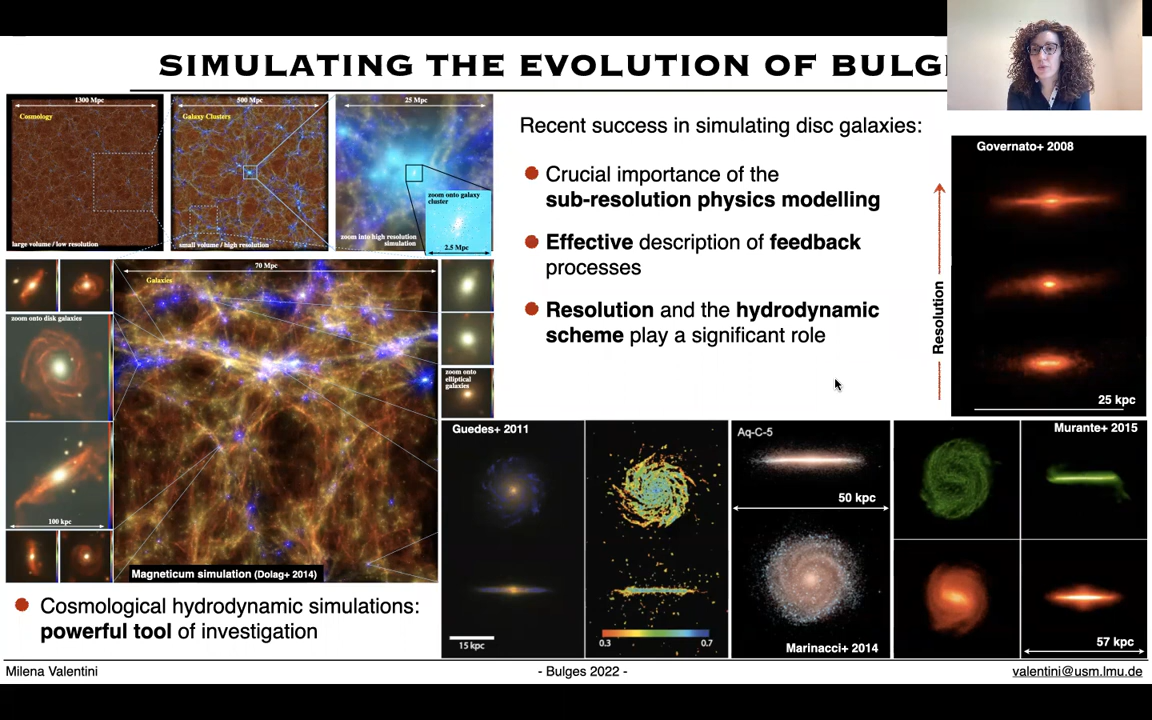 SIMULATING THE EVOLUTION OF BULGE
1300 Mpc
Cosmology
large volume / low resolution
500 Mpc
Galaxy Clusters
small volume / high resolution
25 Mpc
zoom onto galaxy
cluster
zoom into high resolution
simulation
2.5 Mpc
70 Mpc
Galaxies
zoom onto disk galaxies
100 kpc
zoom onto
elliptical
galaxies
Magneticum simulation (Dolag+ 2014)
Cosmological hydrodynamic simulations:
powerful tool of investigation
Recent success in simulating disc galaxies:
Crucial importance of the
sub-resolution physics modelling
Effective description of feedback
processes
Resolution and the hydrodynamic
scheme play a significant role
Resolution
Governato+ 2008
25 kpc
Guedes+ 2011
15 kpc
0.3
0.7
Aq-C-5
50 kpc
Marinacci+ 2014
Murante+ 2015
57 kpc
Milena Valentini
- Bulges 2022 -
valentini@usm.lmu.de